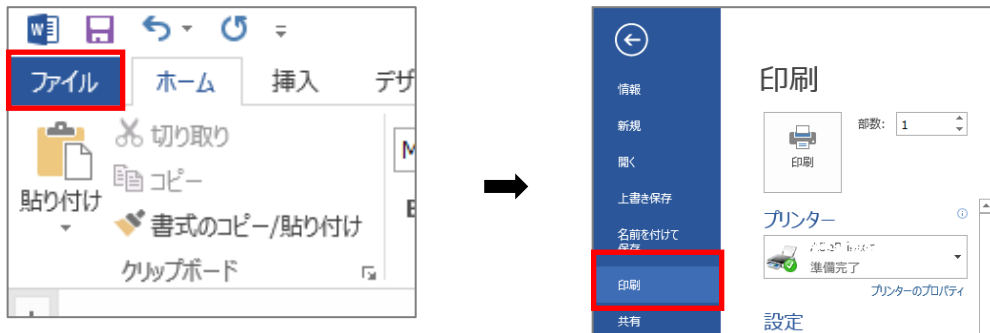 ファイル
ホーム
挿入
デザ
切り取り
コピー
貼り付け
書式のコピー/貼り付け
クリップボード
情報
新規
開く
上書き保存
名前を付けて
保存
印刷
共有
印刷
部数: 1
印刷
プリンター
準備完了
プリンターのプロパティ
設定